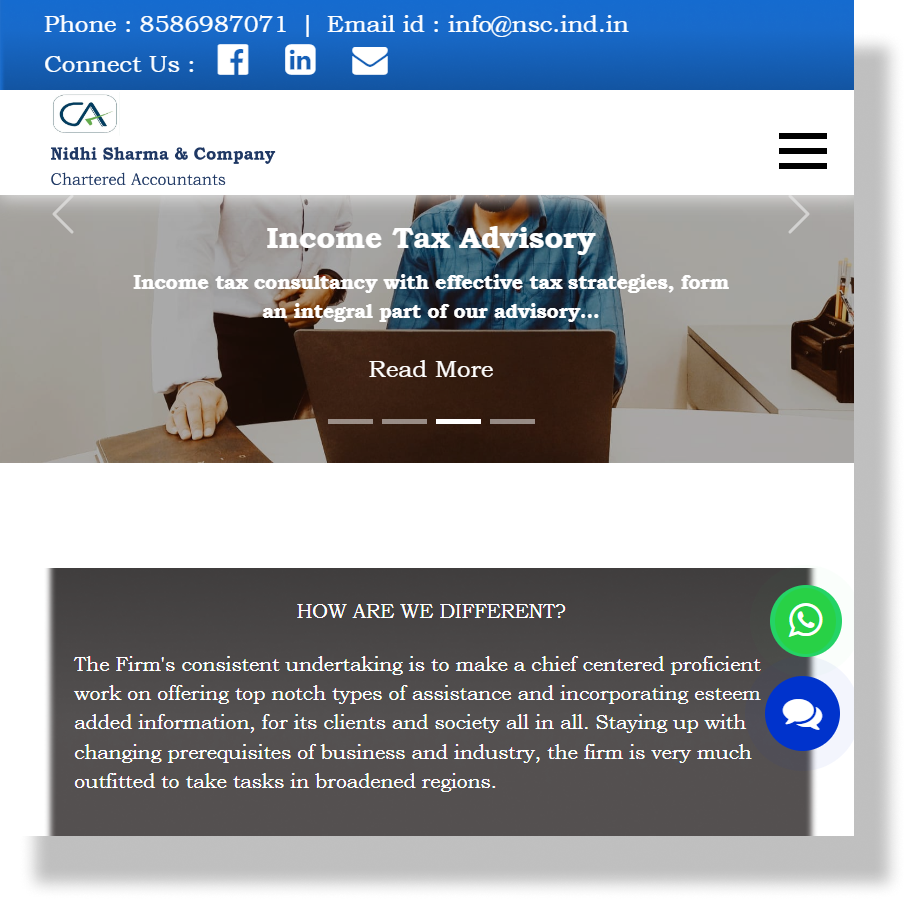 Phone : 8586987071 | Email id : info@nsc.ind.in
Connect Us :
CA
Nidhi Sharma & Company
Chartered Accountants
Income Tax Advisory
Income tax consultancy with effective tax strategies, form
an integral part of our advisory...
Read More
HOW ARE WE DIFFERENT?
The Firm's consistent undertaking is to make a chief centered proficient
work on offering top notch types of assistance and incorporating esteem
added information, for its clients and society all in all. Staying up with
changing prerequisites of business and industry, the firm is very much
outfitted to take tasks in broadened regions.